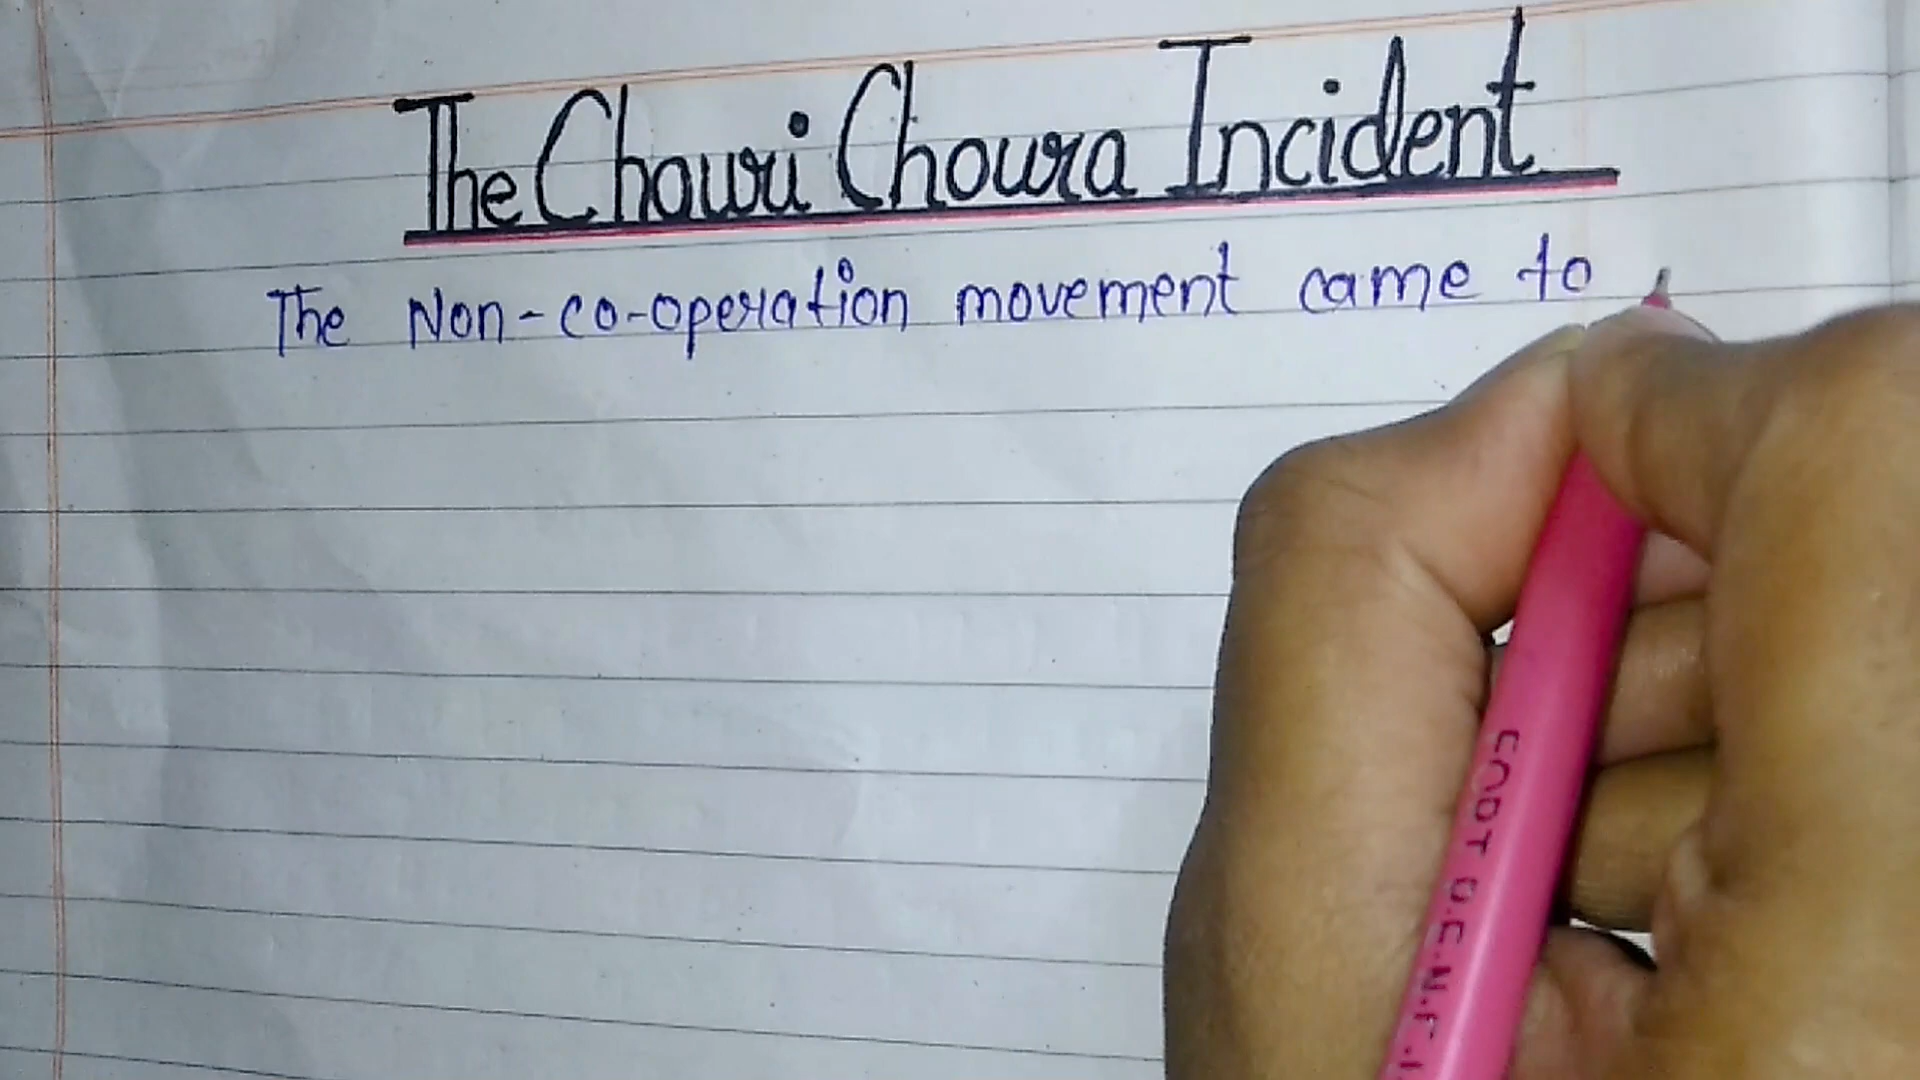 The Chauri Choura Incident
The Non-co-operation movement came to